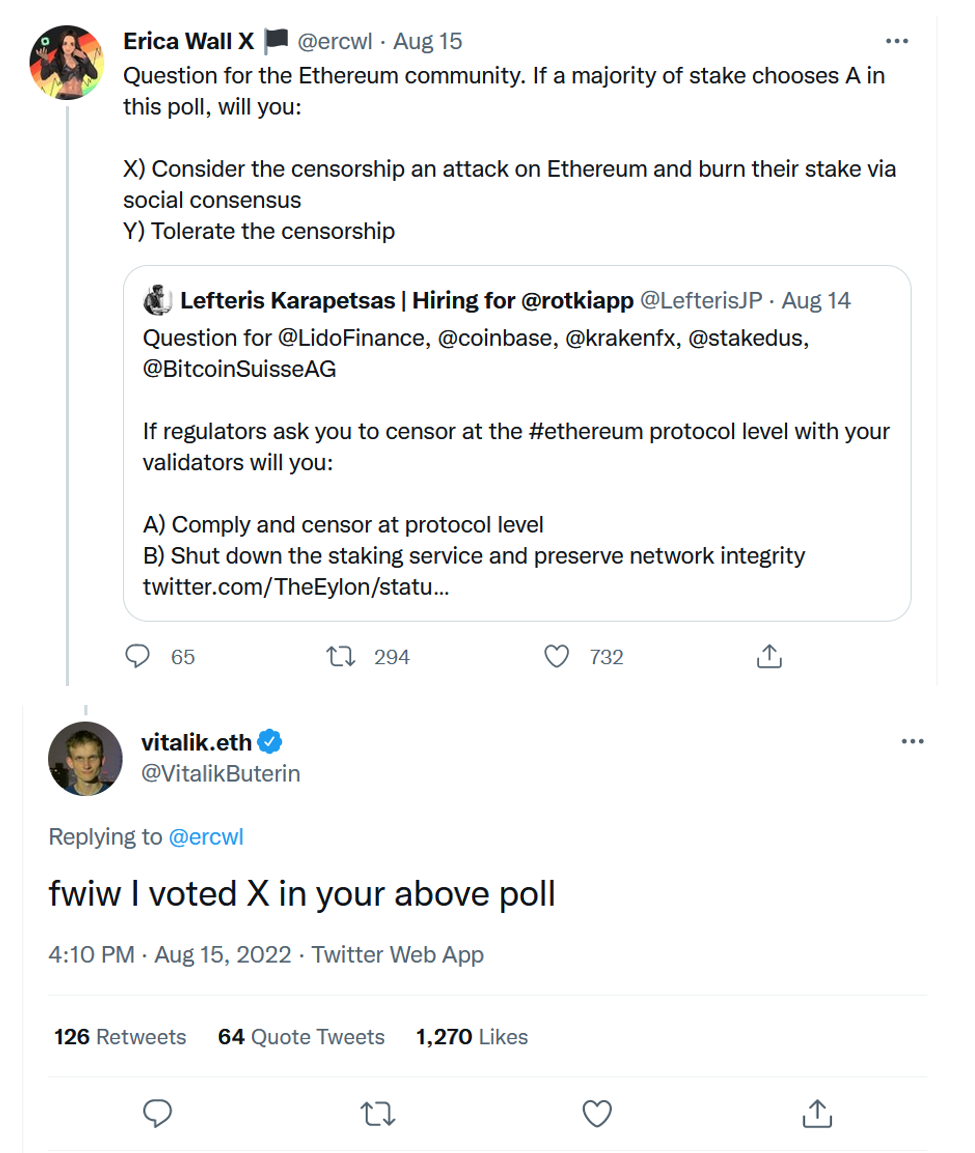 Erica Wall X 🏴 @ercwl · Aug 15
Question for the Ethereum community. If a majority of stake chooses A in
this poll, will you:
X) Consider the censorship an attack on Ethereum and burn their stake via
social consensus
Y) Tolerate the censorship
Lefteris Karapetsas | Hiring for @rotkiapp @LefterisJP · Aug 14
Question for @LidoFinance, @coinbase, @krakenfx, @stakedus,
@BitcoinSuisseAG
If regulators ask you to censor at the #ethereum protocol level with your
validators will you:
A) Comply and censor at protocol level
B) Shut down the staking service and preserve network integrity
twitter.com/TheEylon/statu...
65 294 732
vitalik.eth
@VitalikButerin
Replying to @ercwl
fwiw I voted X in your above poll
4:10 PM · Aug 15, 2022 · Twitter Web App
126 Retweets 64 Quote Tweets 1,270 Likes